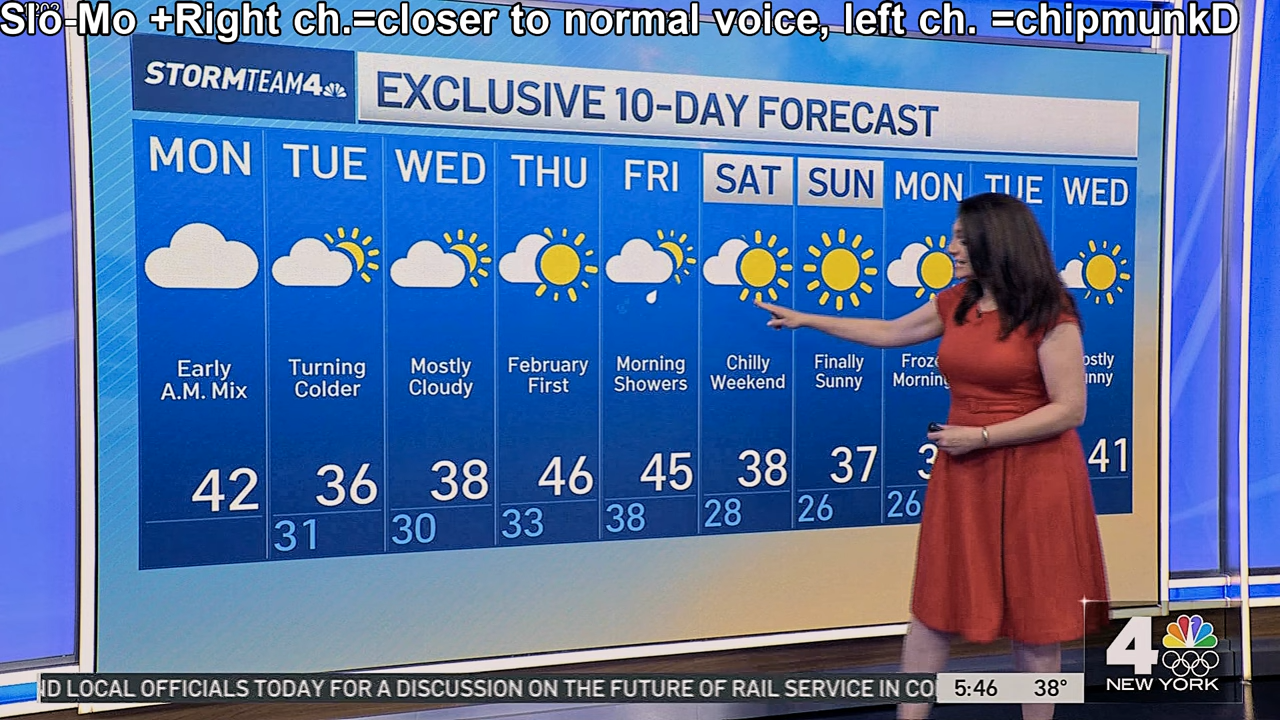 Slo-Mo +Right ch.=closer to normal voice, left ch. =chipmunkD
STORMTEAM4
EXCLUSIVE 10-DAY FORECAST
MON TUE WED THU FRI SAT SUN MON TUE WED
Early Turning Mostly February Morning Chilly Finally
A.M. Mix Colder Cloudy First Showers Weekend Sunny
42 36 38 46 45 38 37 41
31 30 33 38 28 26 26
ND LOCAL OFFICIALS TODAY FOR A DISCUSSION ON THE FUTURE OF RAIL SERVICE IN CO
5:46 38°
4
NEW YORK